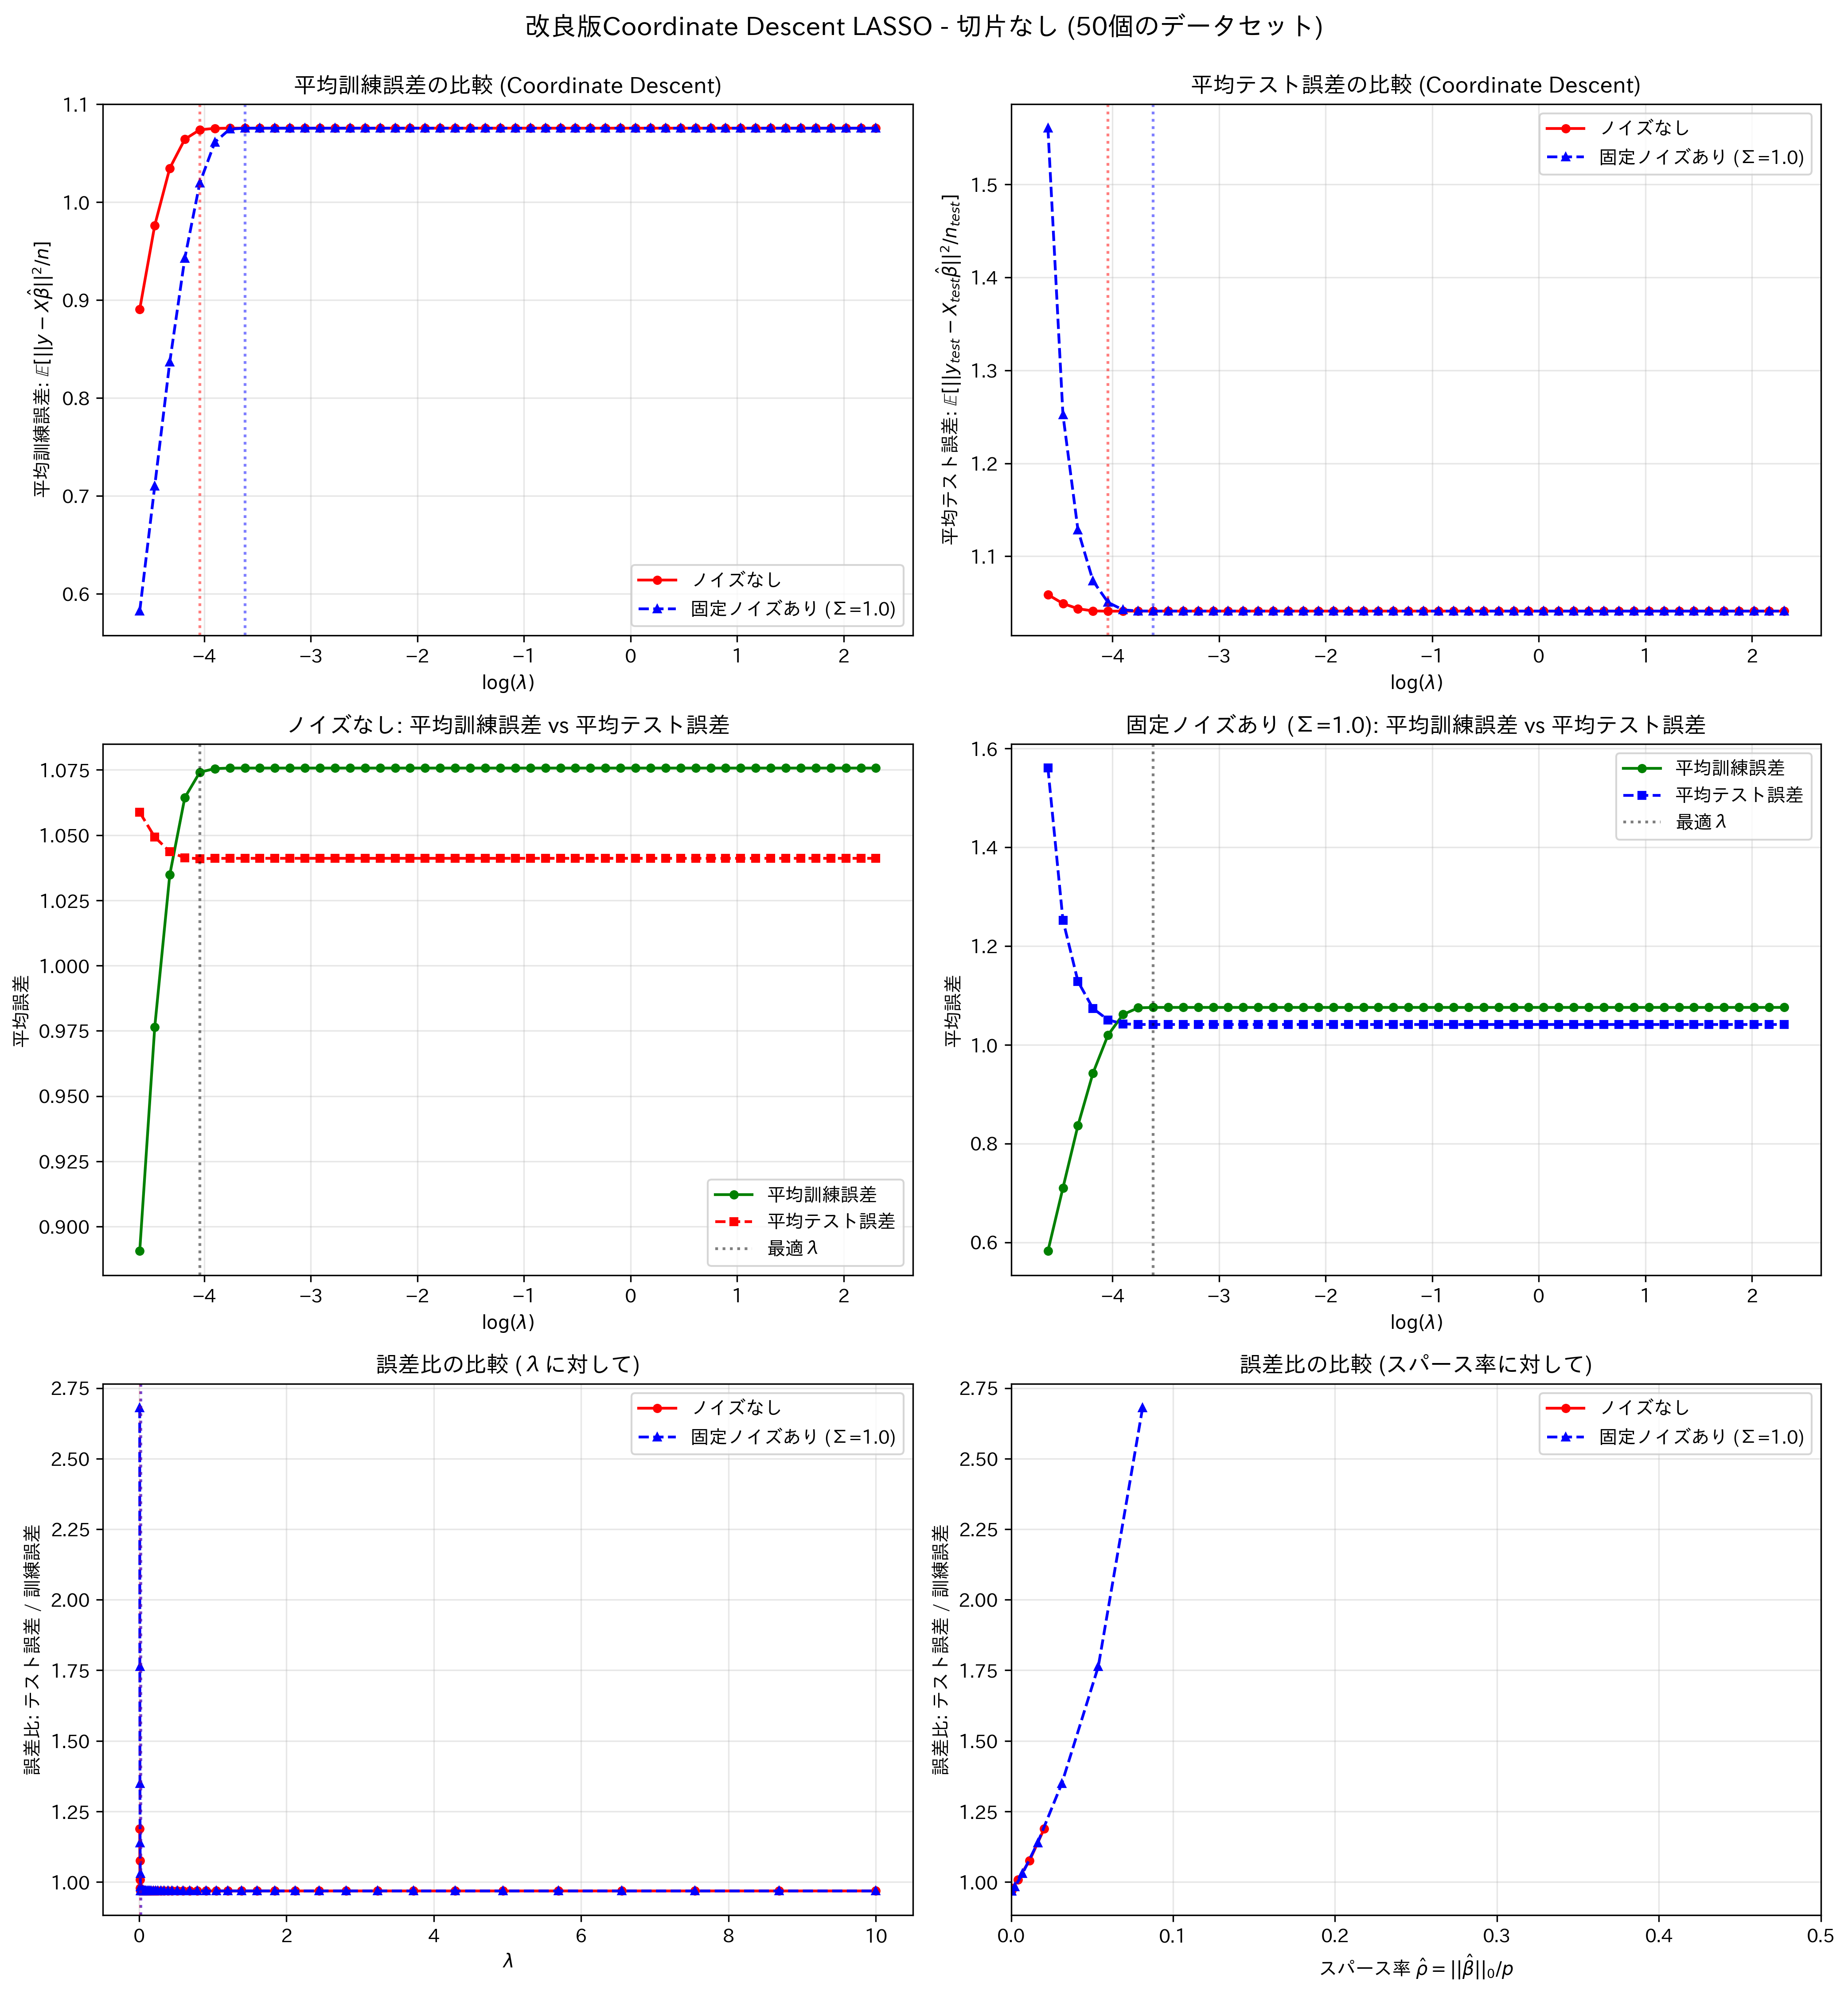 改良版Coordinate Descent LASSO - 切片なし (50個のデータセット)
平均訓練誤差の比較 (Coordinate Descent)
平均訓練誤差: 𝔼[||y − Xβ̂||²/n]
1.1
1.0
0.9
0.8
0.7
0.6
ノイズなし
固定ノイズあり (Σ=1.0)
−4 −3 −2 −1 0 1 2
log(λ)
平均テスト誤差の比較 (Coordinate Descent)
平均テスト誤差: 𝔼[||y_test − X_test β̂||²/n_test]
1.5
1.4
1.3
1.2
1.1
ノイズなし
固定ノイズあり (Σ=1.0)
−4 −3 −2 −1 0 1 2
log(λ)
ノイズなし: 平均訓練誤差 vs 平均テスト誤差
平均誤差
1.075
1.050
1.025
1.000
0.975
0.950
0.925
0.900
平均訓練誤差
平均テスト誤差
最適λ
−4 −3 −2 −1 0 1 2
log(λ)
固定ノイズあり (Σ=1.0): 平均訓練誤差 vs 平均テスト誤差
平均誤差
1.6
1.4
1.2
1.0
0.8
0.6
平均訓練誤差
平均テスト誤差
最適λ
−4 −3 −2 −1 0 1 2
log(λ)
誤差比の比較 (λに対して)
誤差比: テスト誤差 / 訓練誤差
2.75
2.50
2.25
2.00
1.75
1.50
1.25
1.00
ノイズなし
固定ノイズあり (Σ=1.0)
0 2 4 6 8 10
λ
誤差比の比較 (スパース率に対して)
誤差比: テスト誤差 / 訓練誤差
2.75
2.50
2.25
2.00
1.75
1.50
1.25
1.00
ノイズなし
固定ノイズあり (Σ=1.0)
0.0 0.1 0.2 0.3 0.4 0.5
スパース率 ρ̂ = ||β̂||₀/p